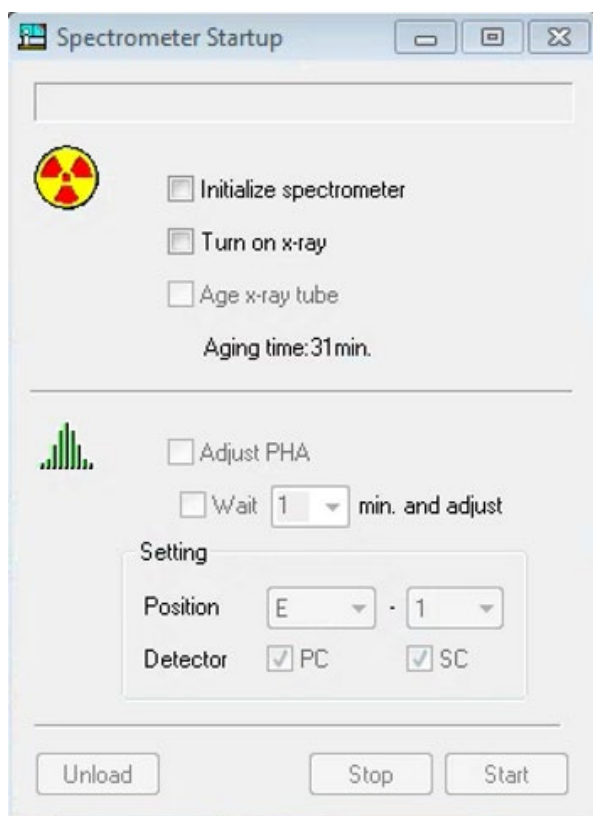 Spectrometer Startup
Initialize spectrometer
Turn on x-ray
Age x-ray tube
Aging time:31min.
Adjust PHA
Wait 1 min. and adjust
Setting
Position E - 1
Detector PC SC
Unload Stop Start